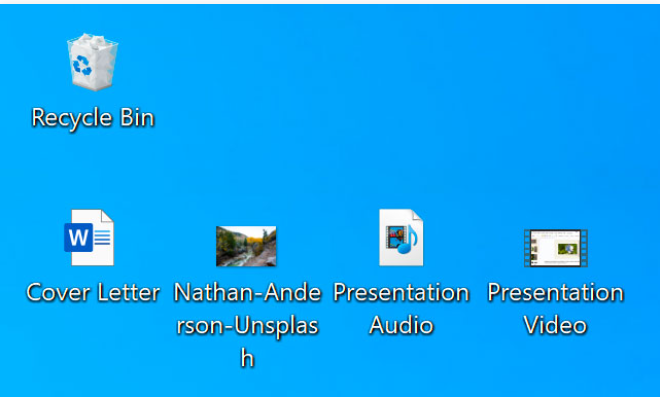 Recycle Bin
W
Cover Letter
Nathan-Ande
rson-Unsplas
h
Presentation
Audio
Presentation
Video